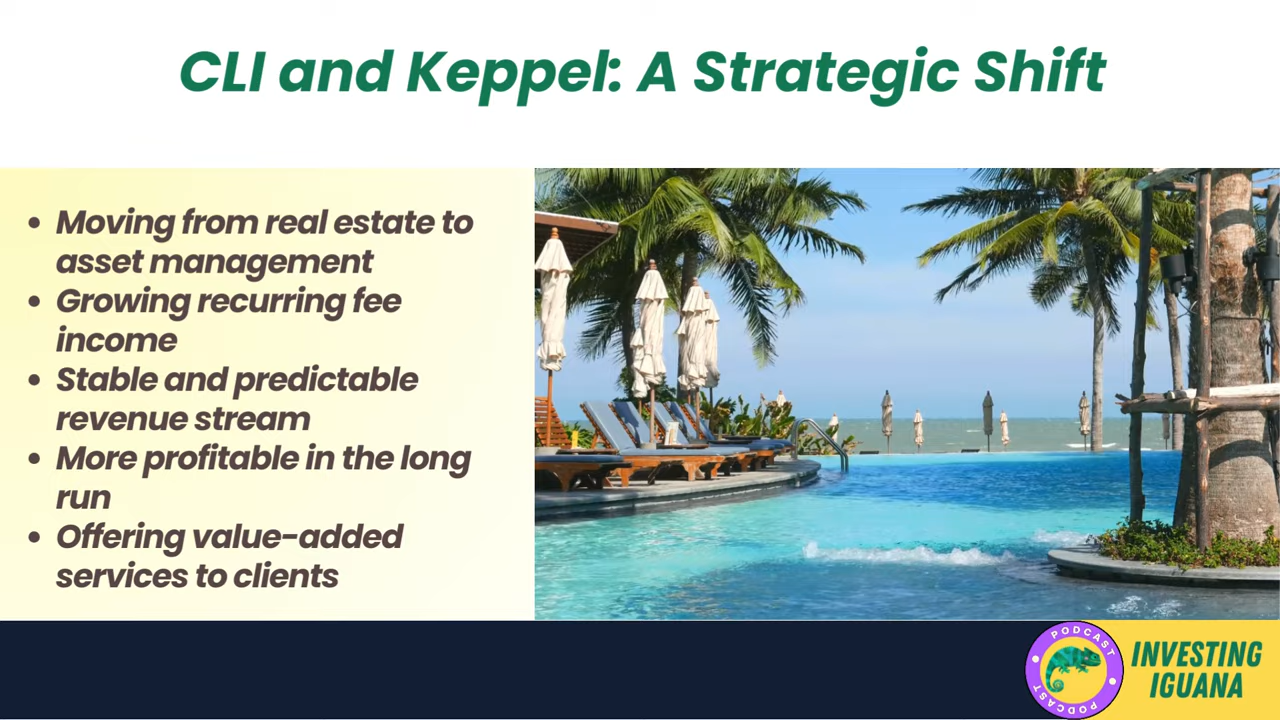 CLI and Keppel: A Strategic Shift
• Moving from real estate to
asset management
• Growing recurring fee
income
• Stable and predictable
revenue stream
• More profitable in the long
run
• Offering value-added
services to clients
PODCAST
PODCAST
INVESTING
IGUANA